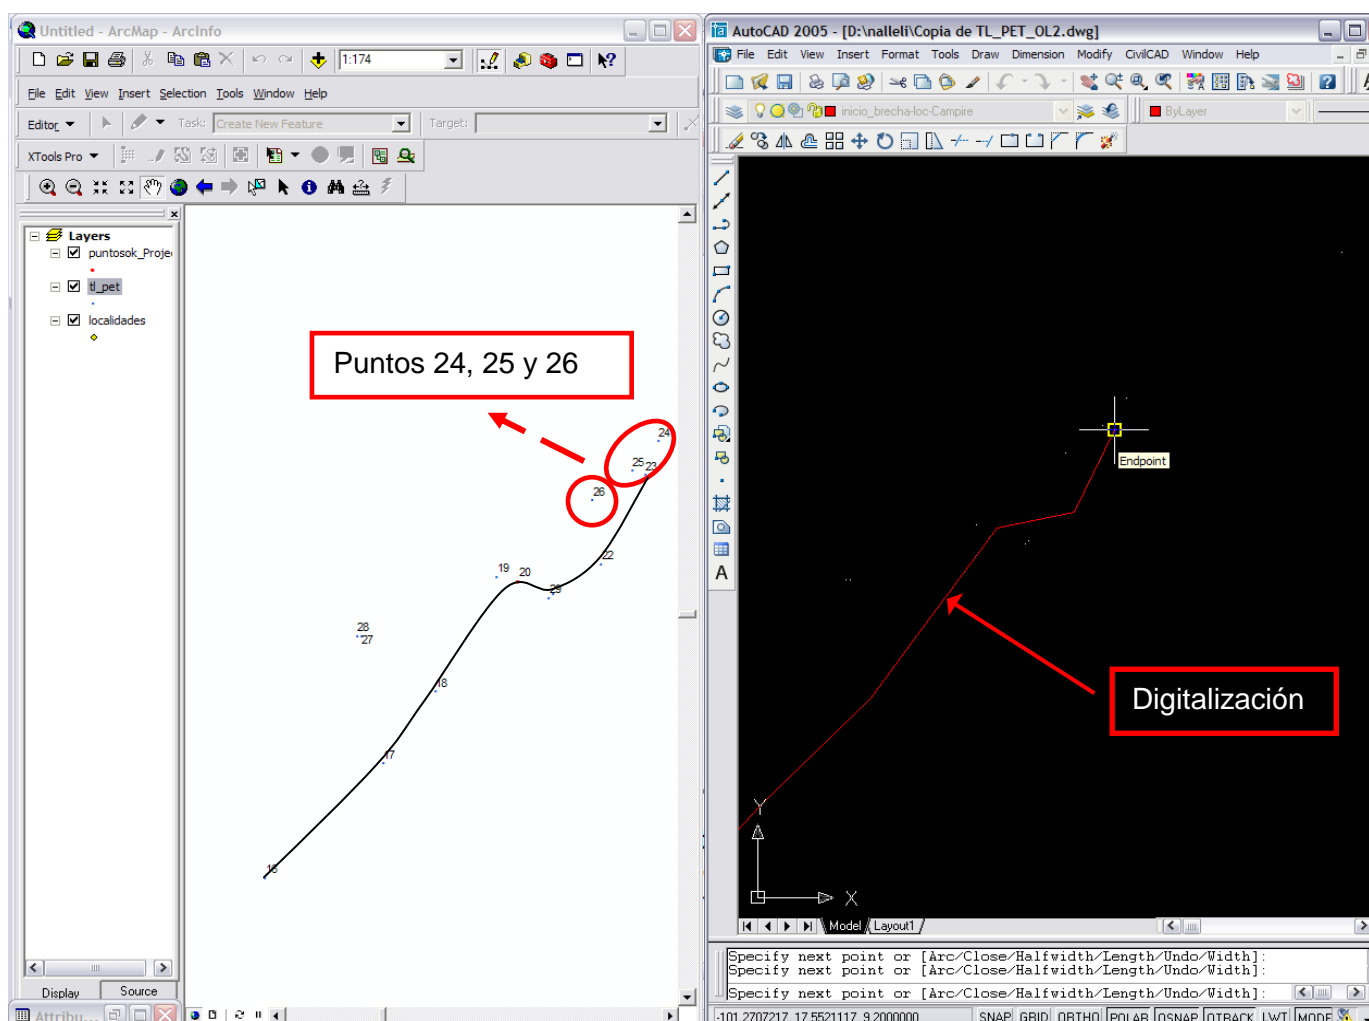 Untitled - ArcMap - ArcInfo
1:174
File Edit View Insert Selection Tools Window Help
Editor Task: Create New Feature Target:
XTools Pro
Layers
puntosok_Proje
tl_pet
localidades
Puntos 24, 25 y 26
24
25 23
26
22
19 20
29
28
27
18
17
16
Display Source
Attribu...
AutoCAD 2005 - [D:\nalleli\Copia de TL_PET_OL2.dwg]
File Edit View Insert Format Tools Draw Dimension Modify CivilCAD Window Help
inicio_brecha-loc-Campire ByLayer
A
Endpoint
Digitalización
Y
X
Model Layout1
Specify next point or [Arc/Close/Halfwidth/Length/Undo/Width]:
Specify next point or [Arc/Close/Halfwidth/Length/Undo/Width]:
Specify next point or [Arc/Close/Halfwidth/Length/Undo/Width]:
-101.2707217, 17.5521117, 9.2000000 SNAP GRID ORTHO POLAR OSNAP OTRACK LWT MODE